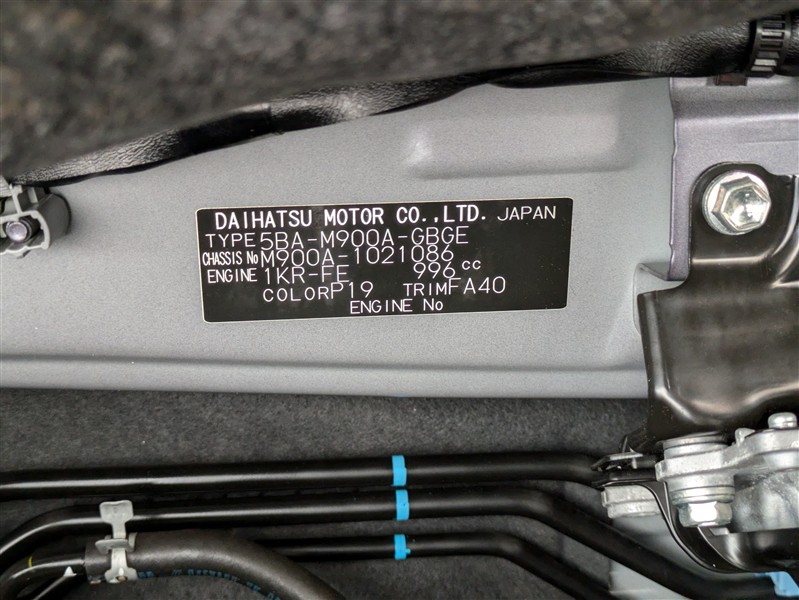 DAIHATSU MOTOR CO.,LTD. JAPAN
TYPE 5BA-M900A-GBGE
CHASSIS No M900A-1021086
ENGINE 1KR-FE 996 cc
COLOR P19 TRIM FA40
ENGINE No